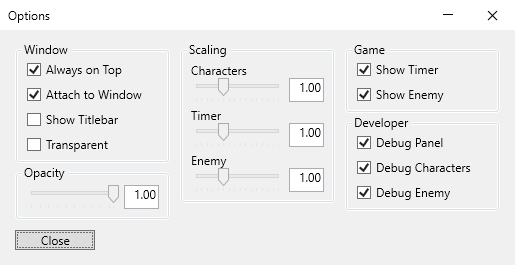 Options
Window
Always on Top
Attach to Window
Show Titlebar
Transparent
Opacity
1.00
Close
Scaling
Characters
1.00
Timer
1.00
Enemy
1.00
Game
Show Timer
Show Enemy
Developer
Debug Panel
Debug Characters
Debug Enemy